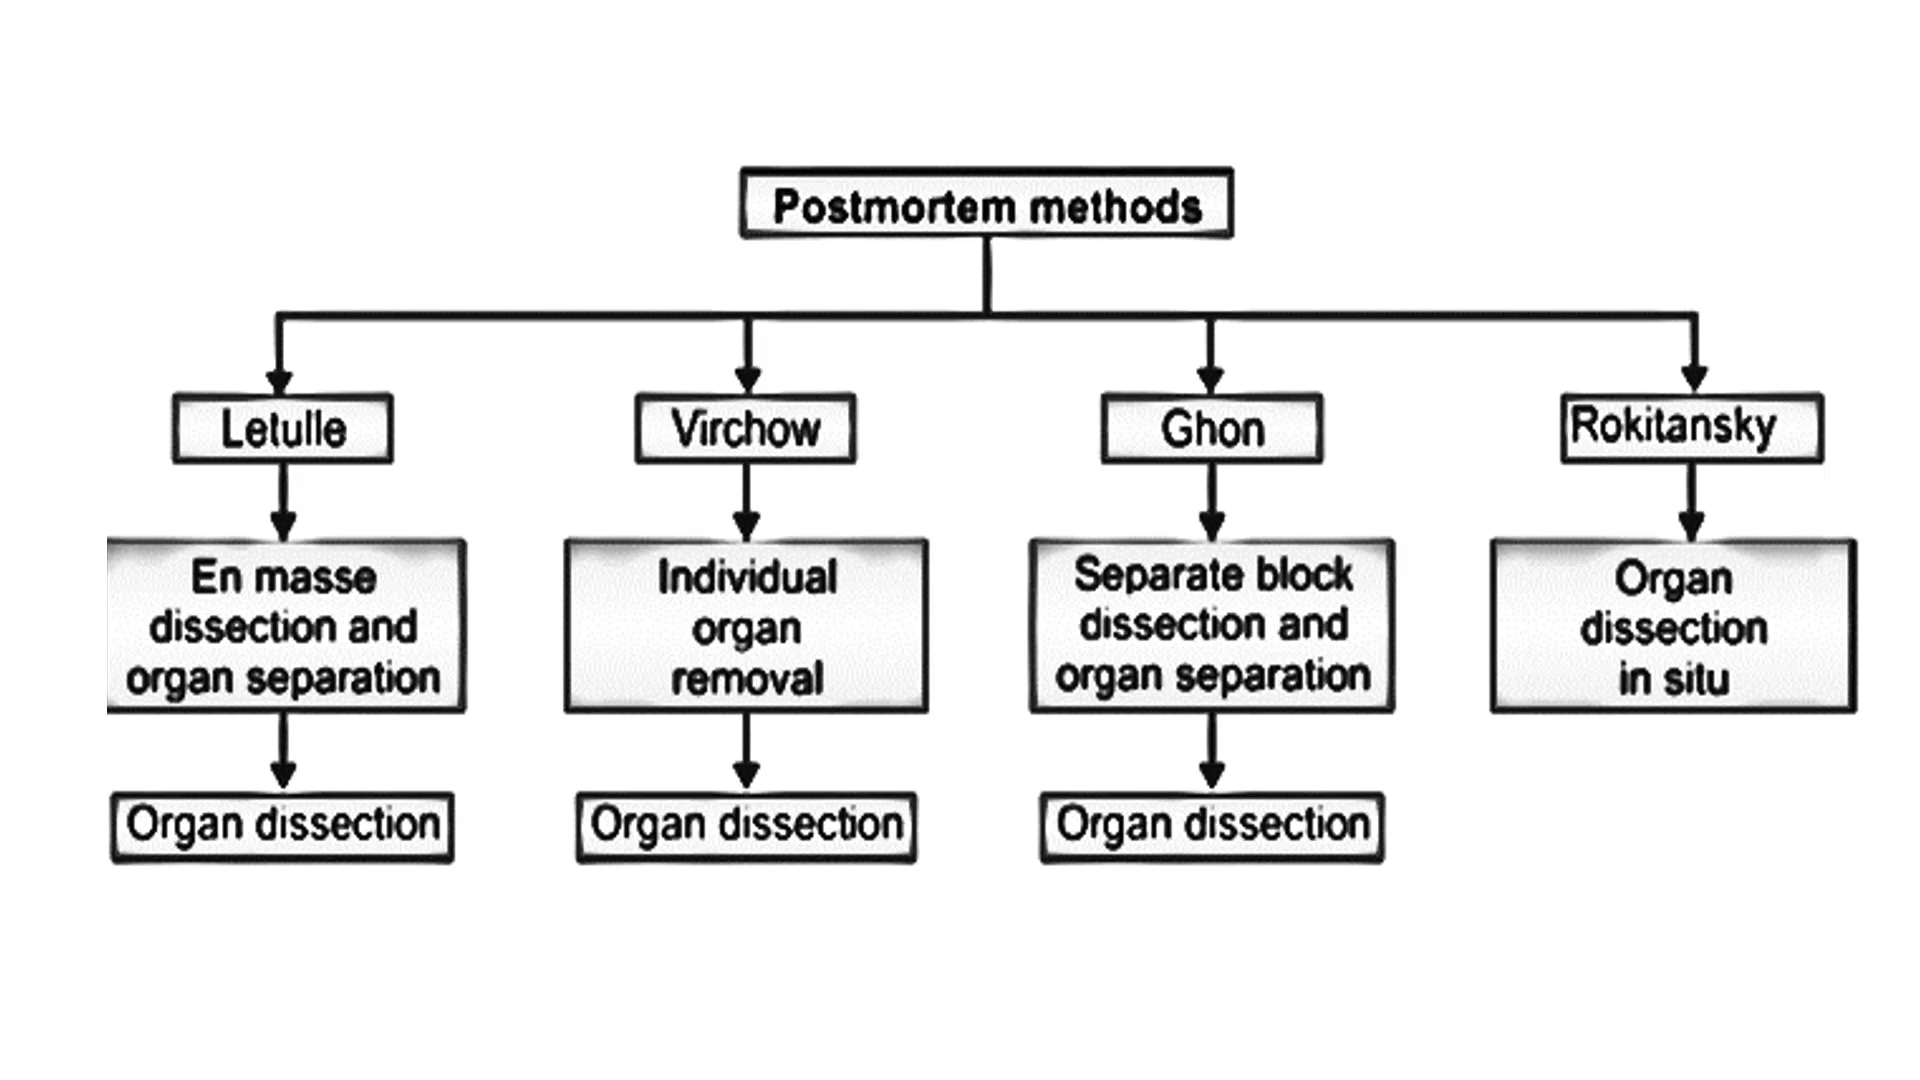 Postmortem methods
Letulle
Virchow
Ghon
Rokitansky
En masse
dissection and
organ separation
Individual
organ
removal
Separate block
dissection and
organ separation
Organ
dissection
in situ
Organ dissection
Organ dissection
Organ dissection